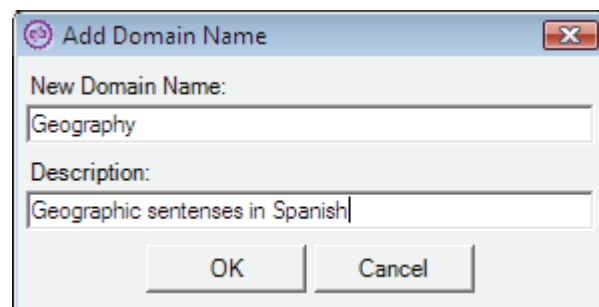 Add Domain Name
New Domain Name:
Geography
Description:
Geographic sentenses in Spanish
OK Cancel